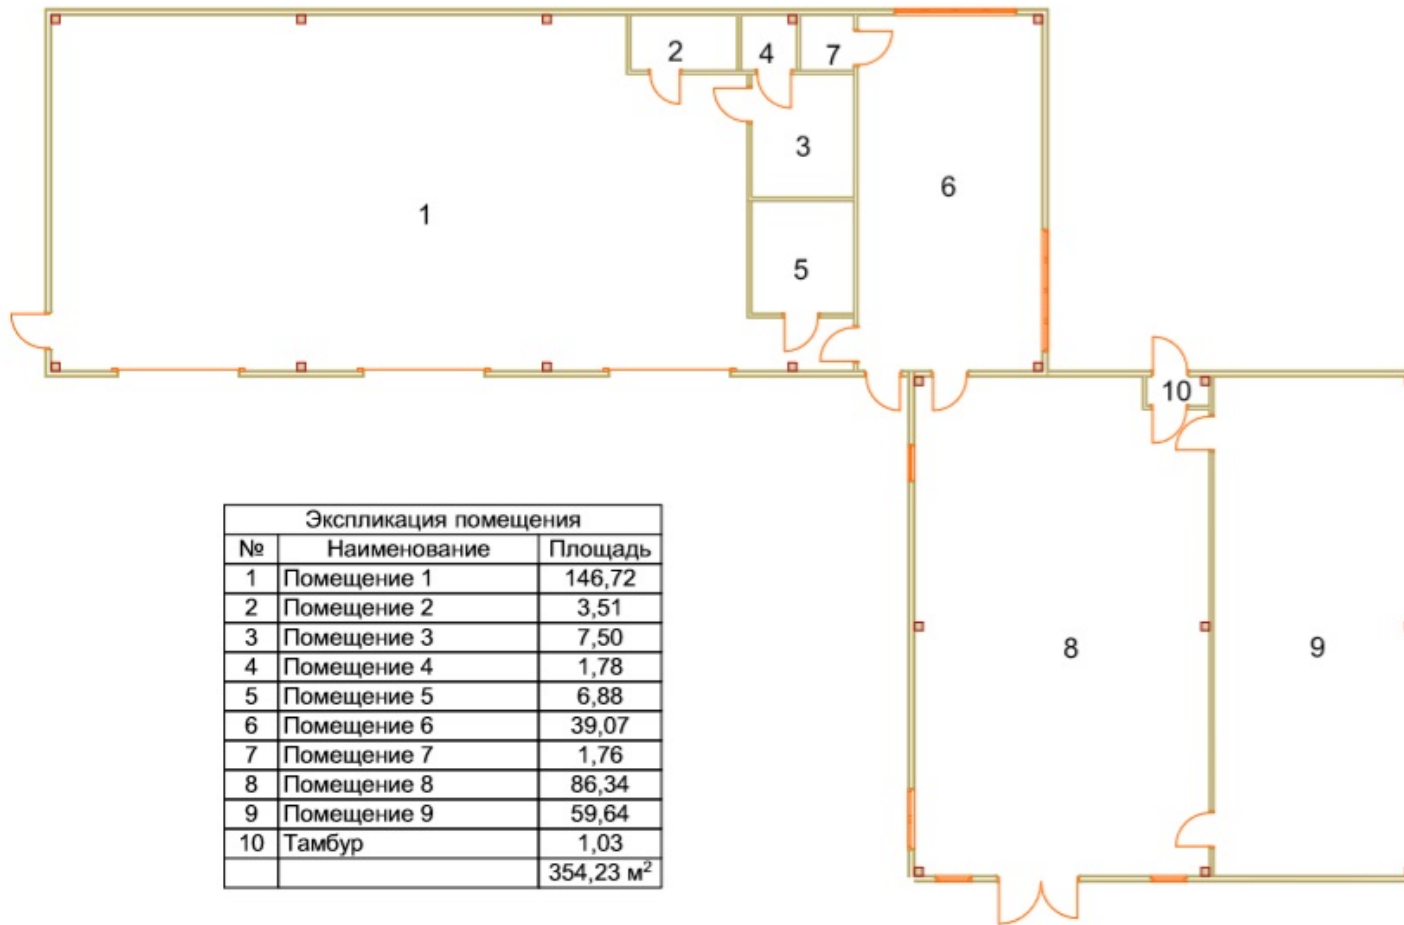 2
4
7
3
6
1
5
10
8
9
Экспликация помещения
№ Наименование Площадь
1 Помещение 1 146,72
2 Помещение 2 3,51
3 Помещение 3 7,50
4 Помещение 4 1,78
5 Помещение 5 6,88
6 Помещение 6 39,07
7 Помещение 7 1,76
8 Помещение 8 86,34
9 Помещение 9 59,64
10 Тамбур 1,03
354,23 м²